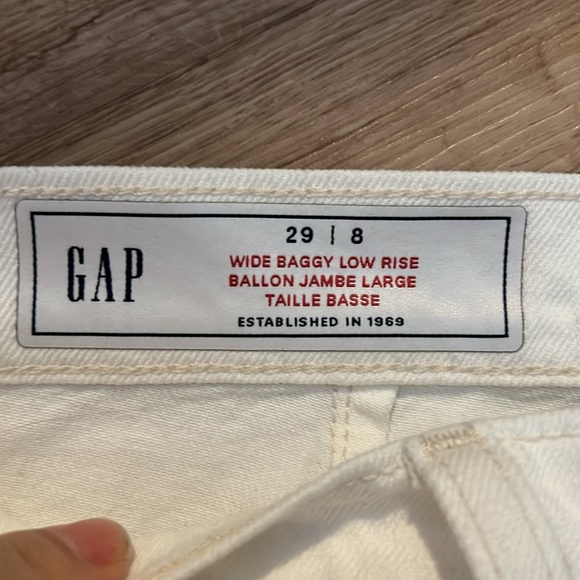 GAP
29 | 8
WIDE BAGGY LOW RISE
BALLON JAMBE LARGE
TAILLE BASSE
ESTABLISHED IN 1969